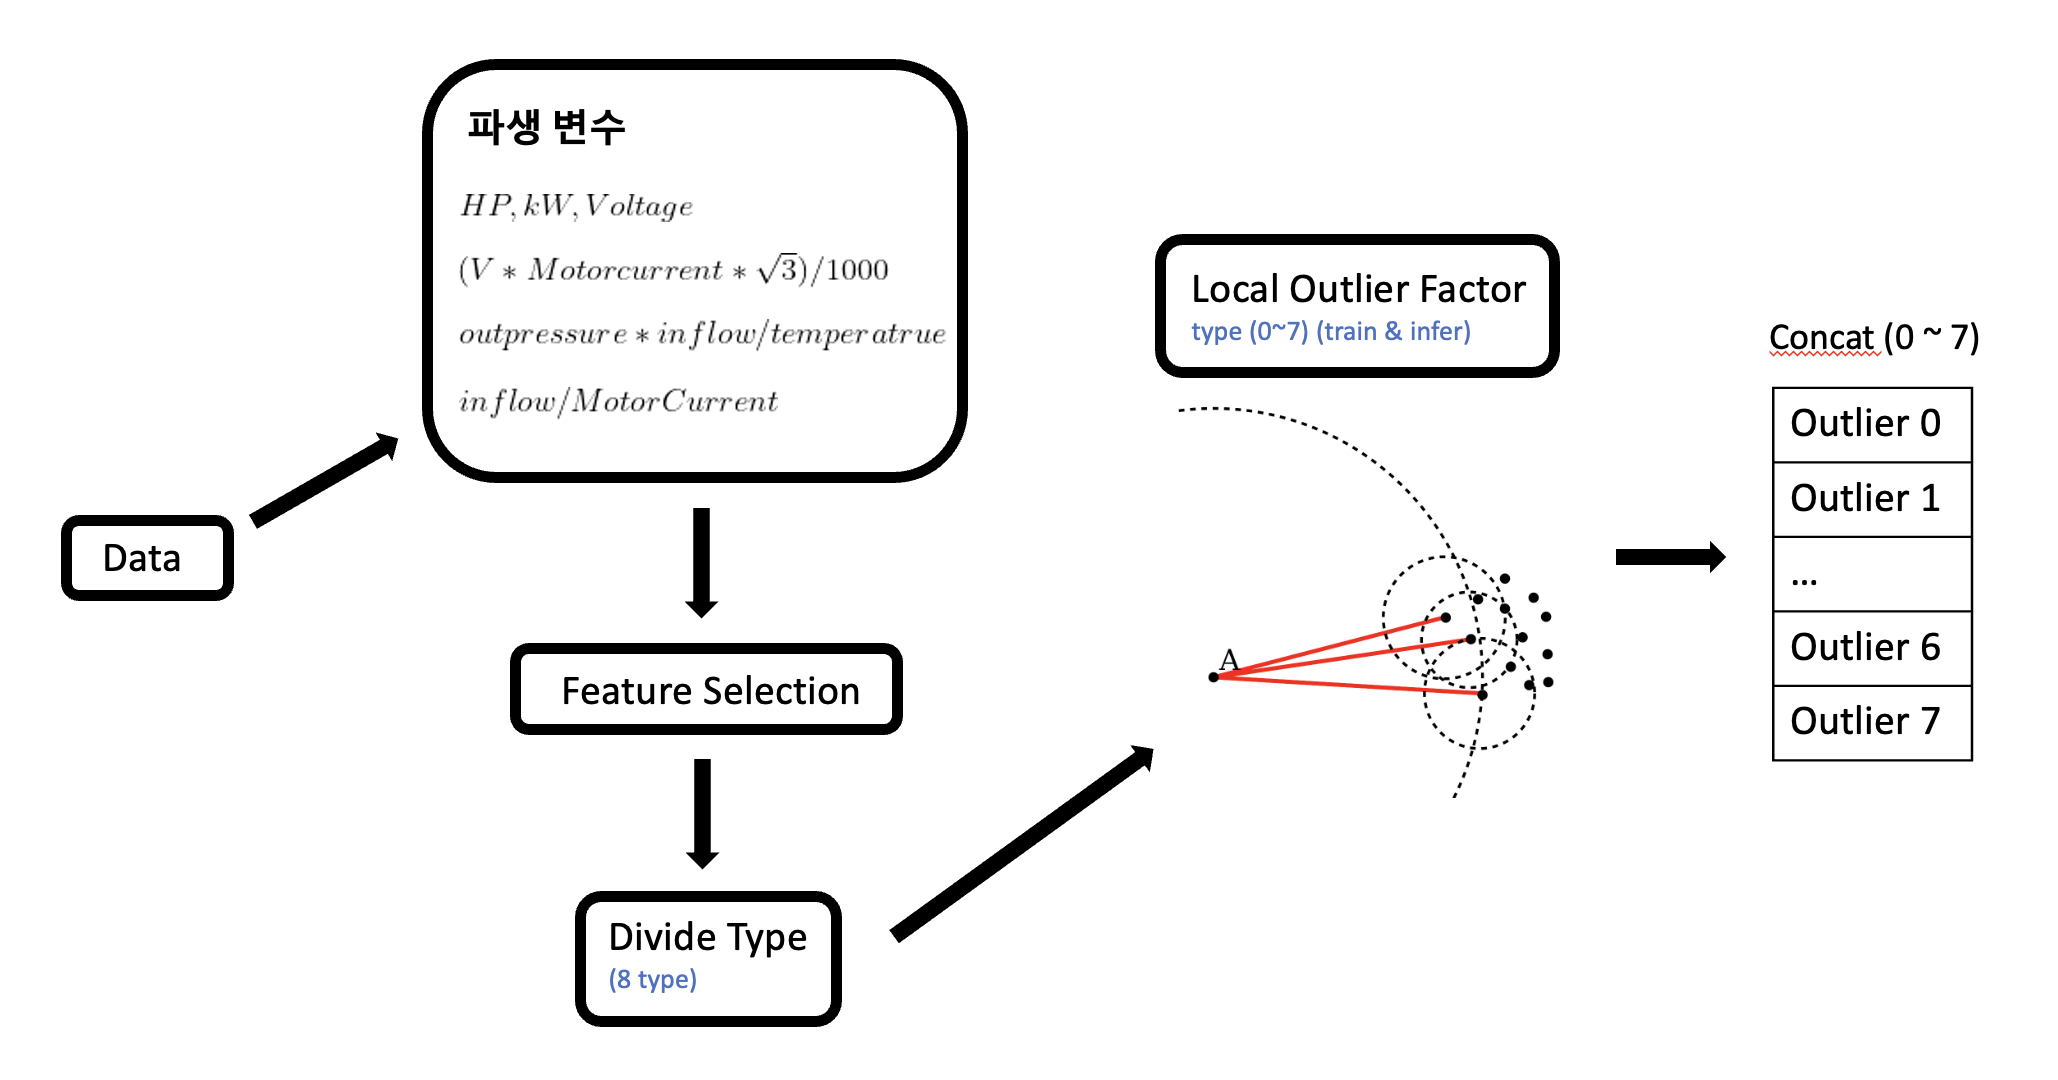 파생 변수
HP, kW, Voltage
(V * Motorcurrent * √3)/1000
outpressure * inflow/temperatrue
inflow/MotorCurrent
Data
Feature Selection
Divide Type
(8 type)
Local Outlier Factor
type (0~7) (train & infer)
A
Concat (0 ~ 7)
Outlier 0
Outlier 1
...
Outlier 6
Outlier 7